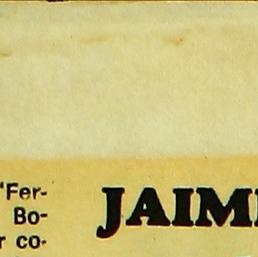 "Fer-
Bo-
r co-
JAIM